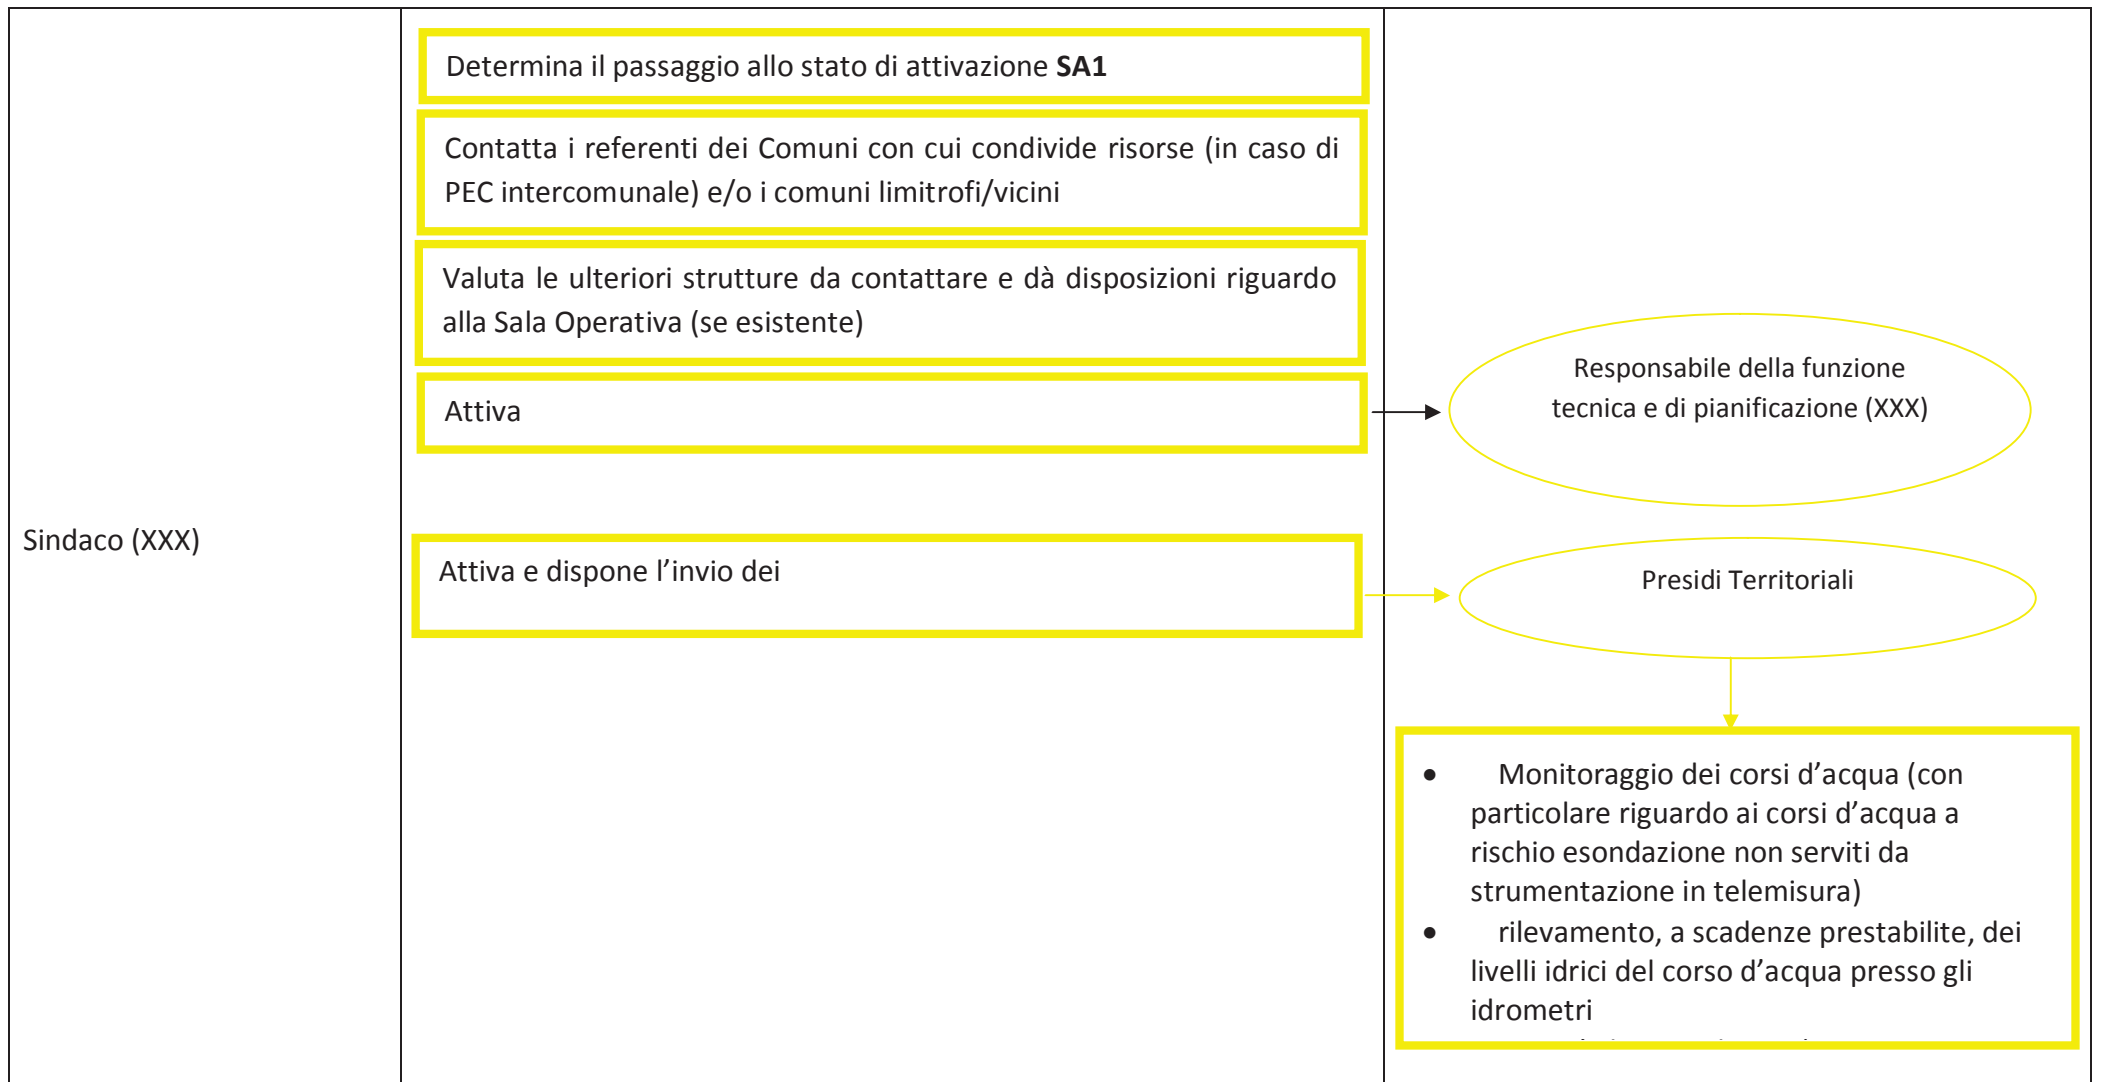 Sindaco (XXX)
Determina il passaggio allo stato di attivazione SA1
Contatta i referenti dei Comuni con cui condivide risorse (in caso di
PEC intercomunale) e/o i comuni limitrofi/vicini
Valuta le ulteriori strutture da contattare e dà disposizioni riguardo
alla Sala Operativa (se esistente)
Attiva
Responsabile della funzione
tecnica e di pianificazione (XXX)
Attiva e dispone l’invio dei
Presidi Territoriali
• Monitoraggio dei corsi d’acqua (con
particolare riguardo ai corsi d’acqua a
rischio esondazione non serviti da
strumentazione in telemisura)
• rilevamento, a scadenze prestabilite, dei
livelli idrici del corso d’acqua presso gli
idrometri